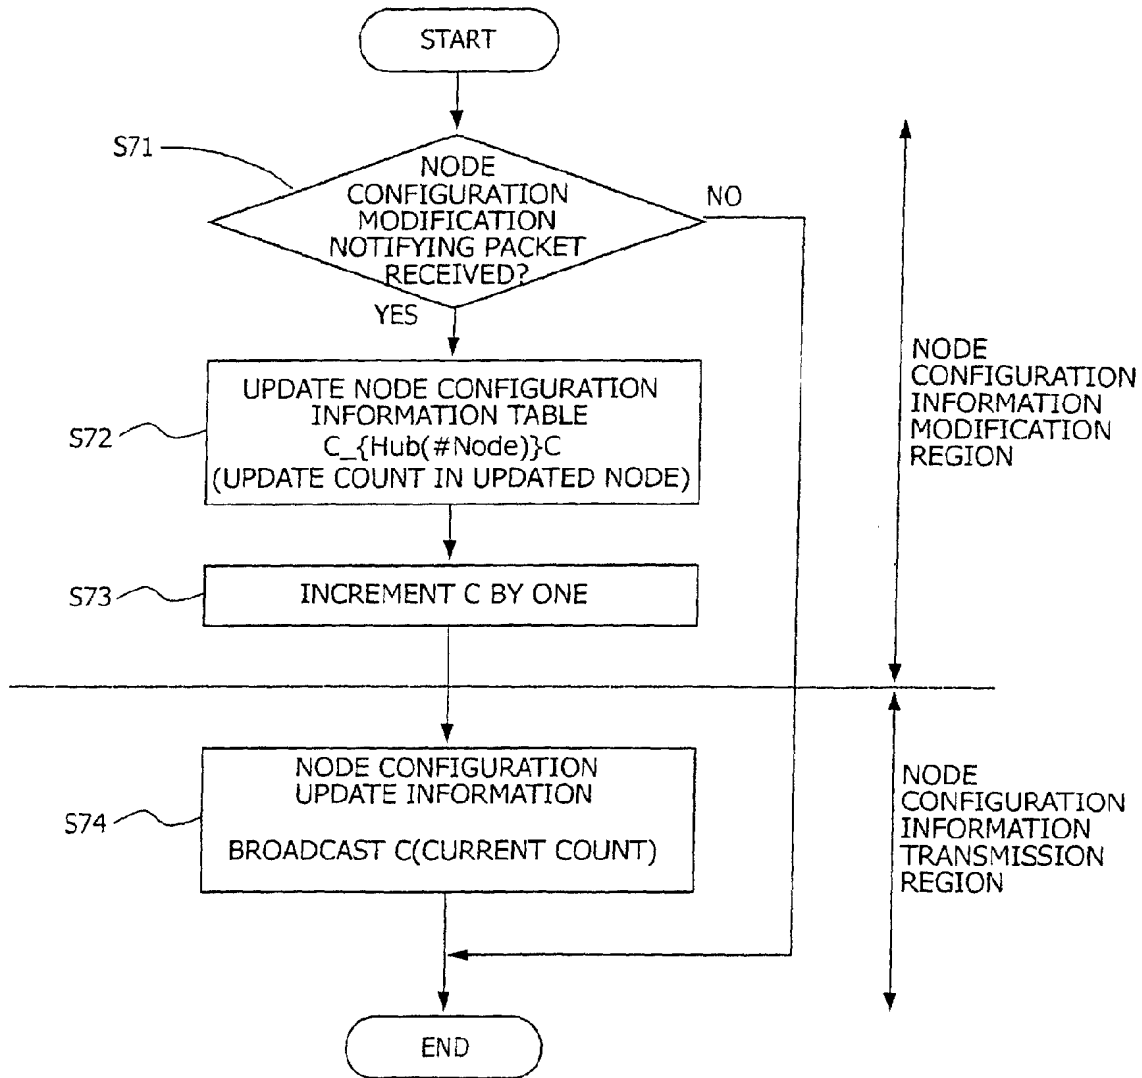 START
S71
NODE
CONFIGURATION
MODIFICATION
NOTIFYING PACKET
RECEIVED?
NO
YES
S72
UPDATE NODE CONFIGURATION
INFORMATION TABLE
C_{Hub(#Node)}C
(UPDATE COUNT IN UPDATED NODE)
NODE
CONFIGURATION
INFORMATION
MODIFICATION
REGION
S73
INCREMENT C BY ONE
S74
NODE CONFIGURATION
UPDATE INFORMATION
BROADCAST C(CURRENT COUNT)
NODE
CONFIGURATION
INFORMATION
TRANSMISSION
REGION
END